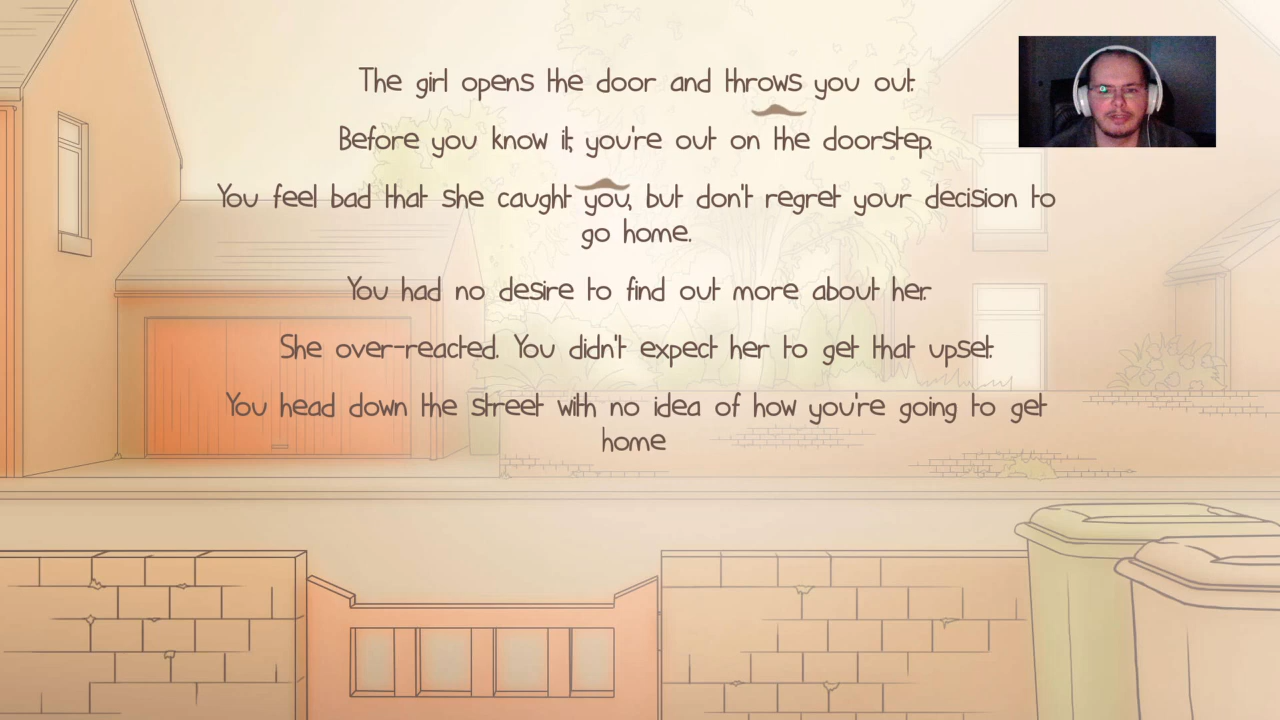 The girl opens the door and throws you out.
Before you know it, you're out on the doorstep.
You feel bad that she caught you, but don't regret your decision to
go home.
You had no desire to find out more about her.
She over-reacted. You didn't expect her to get that upset.
You head down the street with no idea of how you're going to get
home